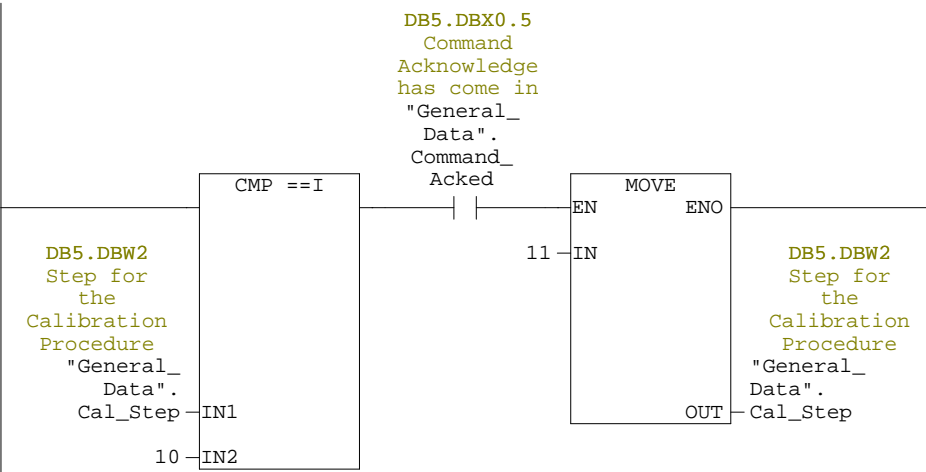 DB5.DBX0.5
Command
Acknowledge
has come in
"General_
Data".
Command_
Acked
CMP ==I
MOVE
EN
ENO
DB5.DBW2
Step for
the
Calibration
Procedure
"General_
Data".
Cal_Step
IN1
10
IN2
11
IN
DB5.DBW2
Step for
the
Calibration
Procedure
"General_
Data".
OUT
Cal_Step